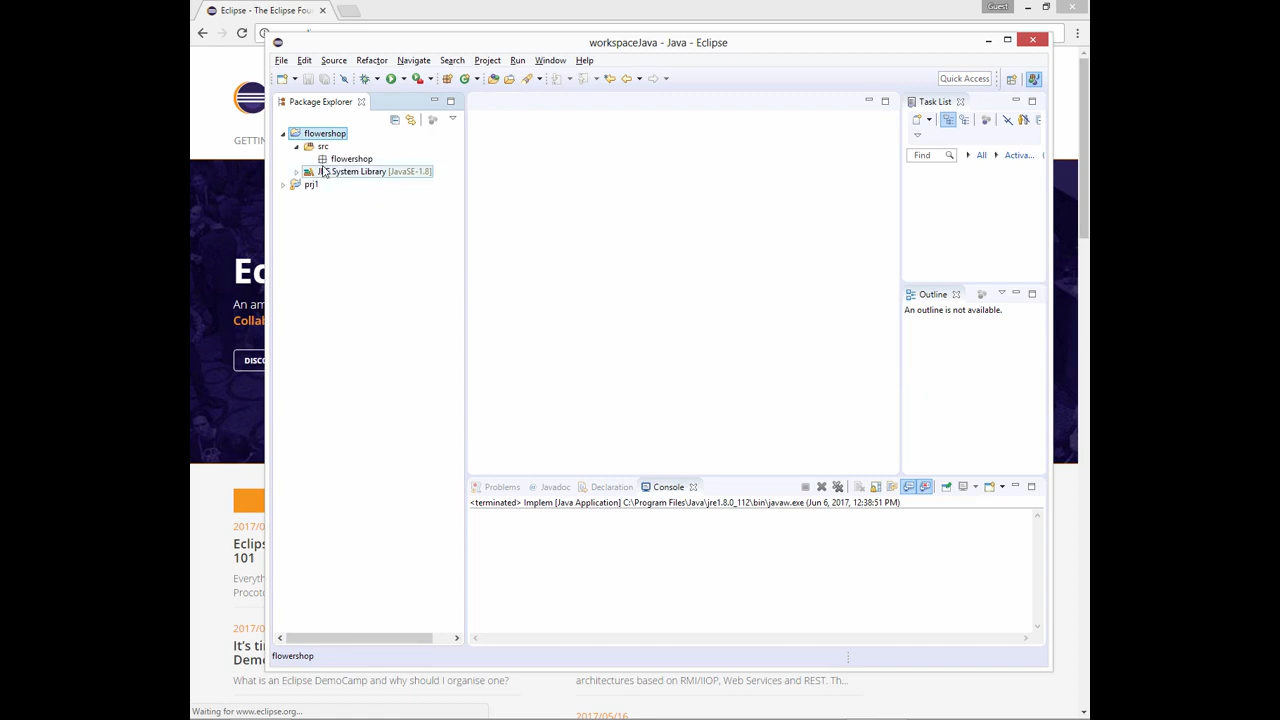 Eclipse - The Eclipse Fou
Guest
workspaceJava - Java - Eclipse
File Edit Source Refactor Navigate Search Project Run Window Help
Quick Access
Package Explorer
Task List
flowershop
src
flowershop
System Library [JavaSE-1.8]
prj1
Find All Activa...
Outline
An outline is not available.
GETTIN
Ec
An am
Collab
DISCO
Problems Javadoc Declaration Console
<terminated> Implem [Java Application] C:\Program Files\Java\jre1.8.0_112\bin\javaw.exe (Jun 6, 2017, 12:38:51 PM)
flowershop
2017/0
Eclips
101
Everyth
Procoto
2017/0
It's tim
Demo
What is an Eclipse DemoCamp and why should I organise one?
architectures based on RMI/IIOP, Web Services and REST. Th...
2017/05/16
Waiting for www.eclipse.org...